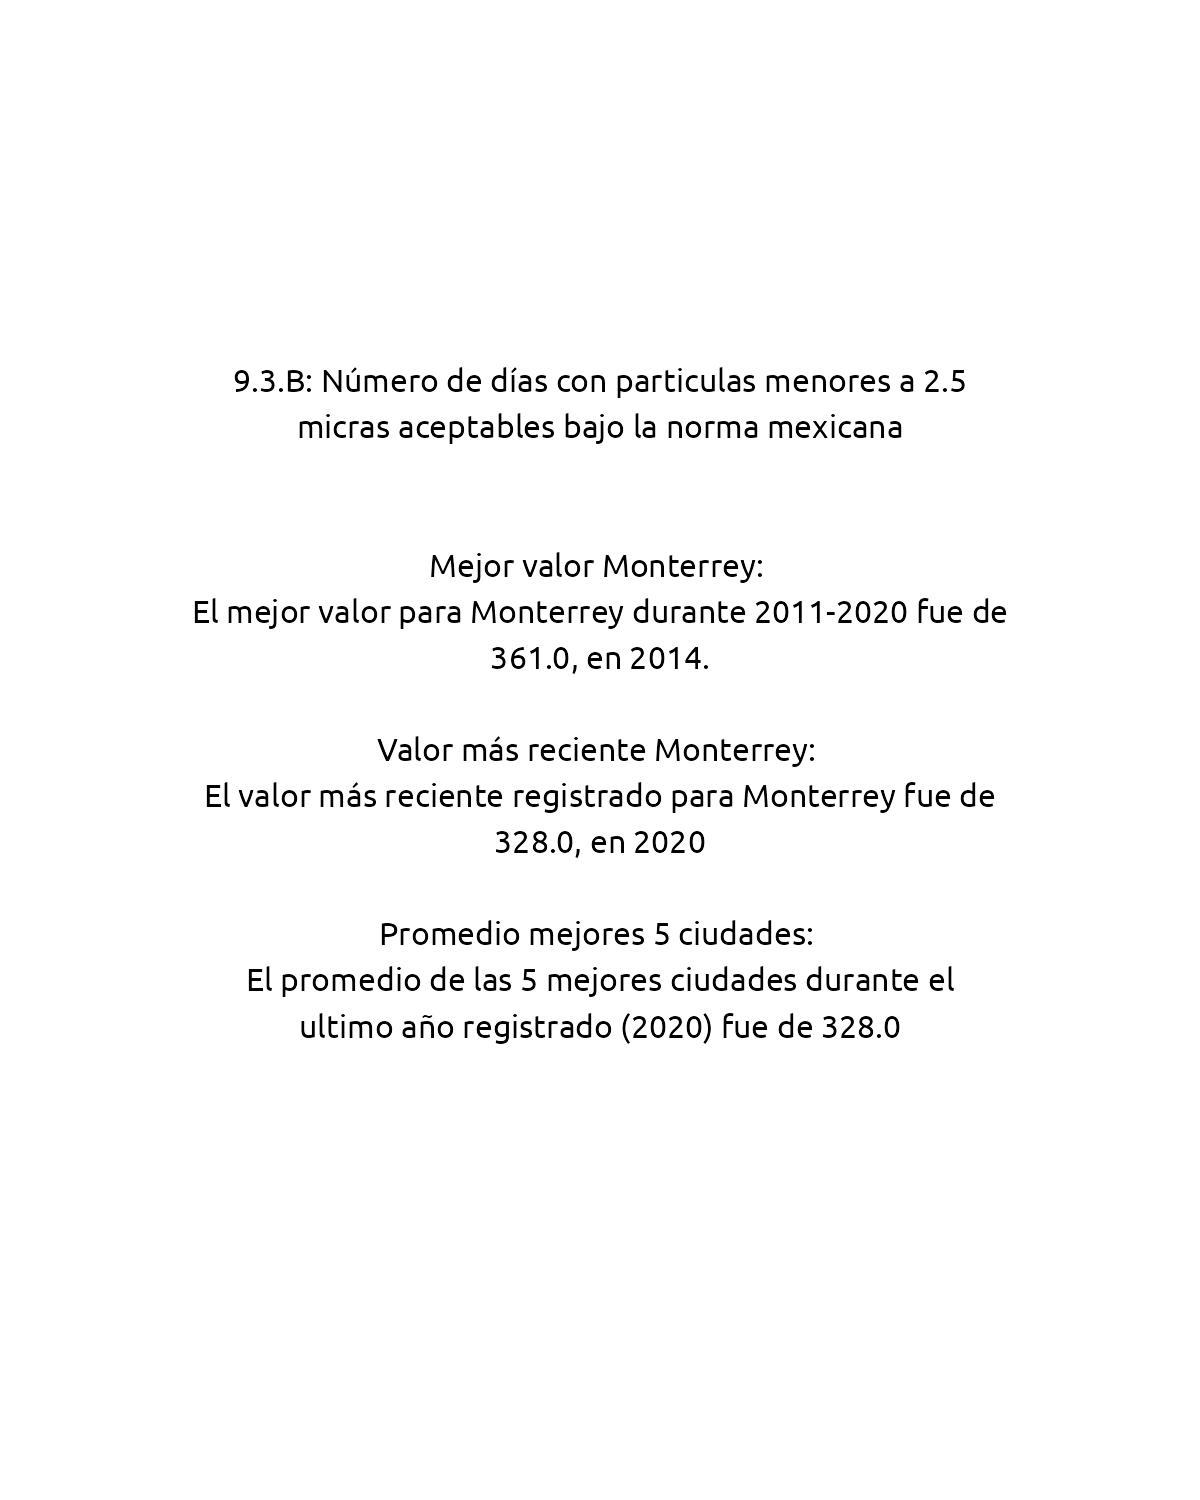 9.3.B: Número de días con particulas menores a 2.5
micras aceptables bajo la norma mexicana
Mejor valor Monterrey:
El mejor valor para Monterrey durante 2011-2020 fue de
361.0, en 2014.
Valor más reciente Monterrey:
El valor más reciente registrado para Monterrey fue de
328.0, en 2020
Promedio mejores 5 ciudades:
El promedio de las 5 mejores ciudades durante el
ultimo año registrado (2020) fue de 328.0